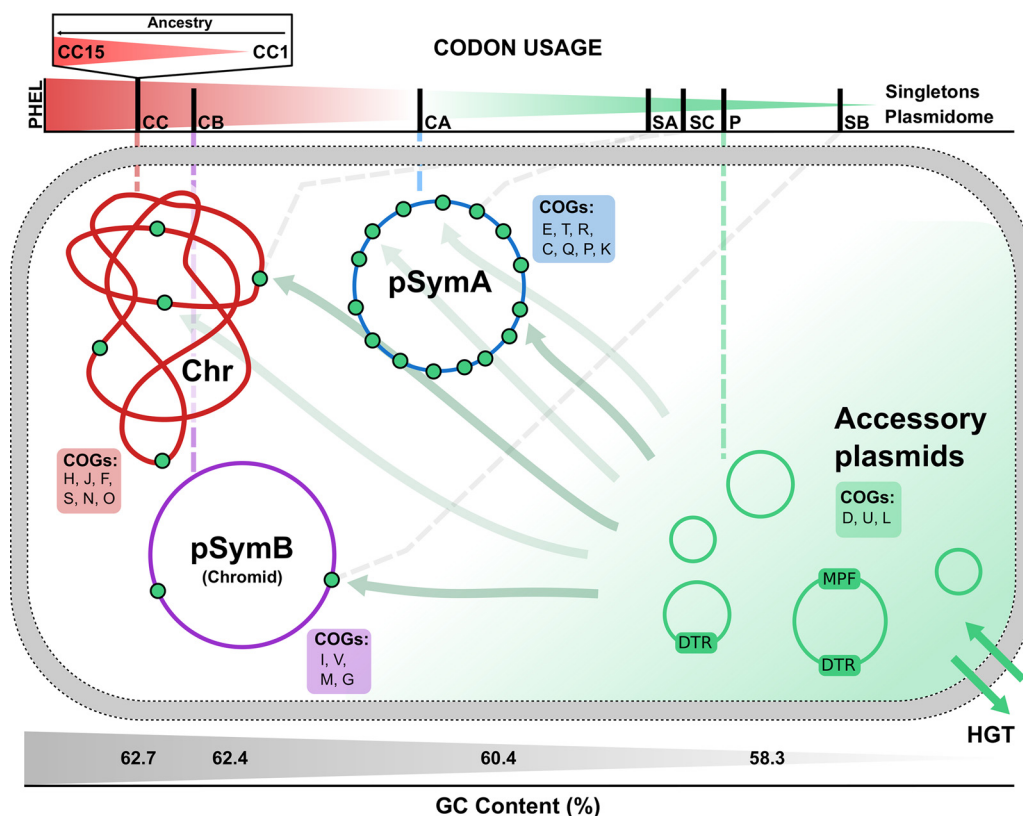 Ancestry
CC15
CC1
CODON USAGE
PHEL
CC
CB
CA
SA
SC
P
SB
Singletons
Plasmidome
COGs:
E, T, R,
C, Q, P, K
pSymA
Chr
Accessory
plasmids
COGs:
D, U, L
COGs:
H, J, F,
S, N, O
pSymB
(Chromid)
MPF
DTR
DTR
COGs:
I, V,
M, G
HGT
62.7
62.4
60.4
58.3
GC Content (%)